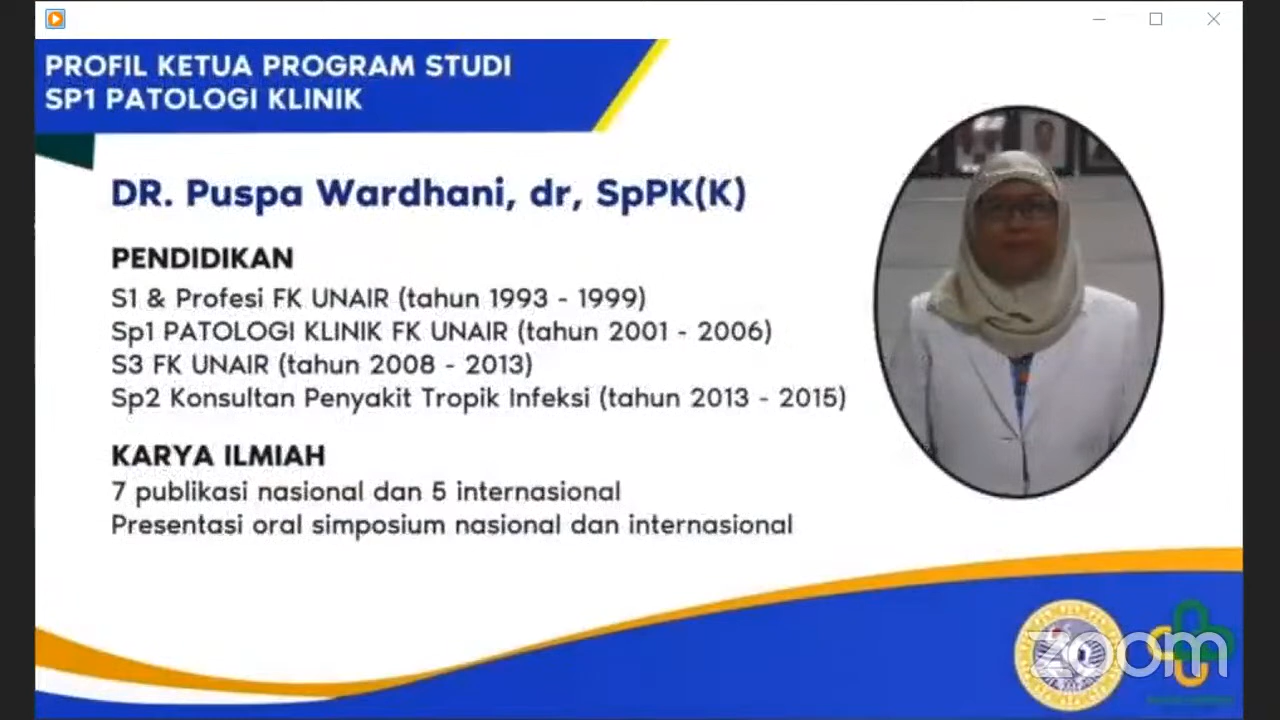 PROFIL KETUA PROGRAM STUDI
SP1 PATOLOGI KLINIK
DR. Puspa Wardhani, dr, SpPK(K)
PENDIDIKAN
S1 & Profesi FK UNAIR (tahun 1993 - 1999)
Sp1 PATOLOGI KLINIK FK UNAIR (tahun 2001 - 2006)
S3 FK UNAIR (tahun 2008 - 2013)
Sp2 Konsultan Penyakit Tropik Infeksi (tahun 2013 - 2015)
KARYA ILMIAH
7 publikasi nasional dan 5 internasional
Presentasi oral simposium nasional dan internasional
zoom